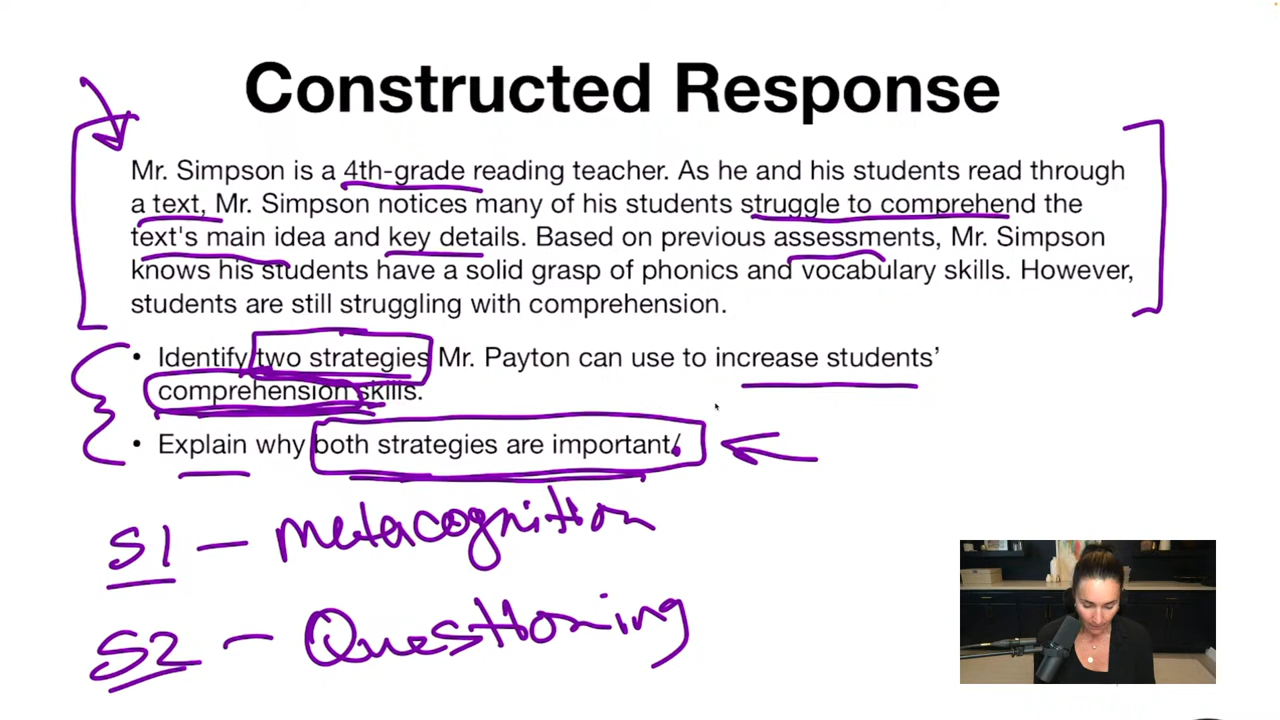 Constructed Response
Mr. Simpson is a 4th-grade reading teacher. As he and his students read through
a text, Mr. Simpson notices many of his students struggle to comprehend the
text's main idea and key details. Based on previous assessments, Mr. Simpson
knows his students have a solid grasp of phonics and vocabulary skills. However,
students are still struggling with comprehension.
• Identify two strategies Mr. Payton can use to increase students’
comprehension skills.
• Explain why both strategies are important.
S1 — Metacognition
S2 — Questioning